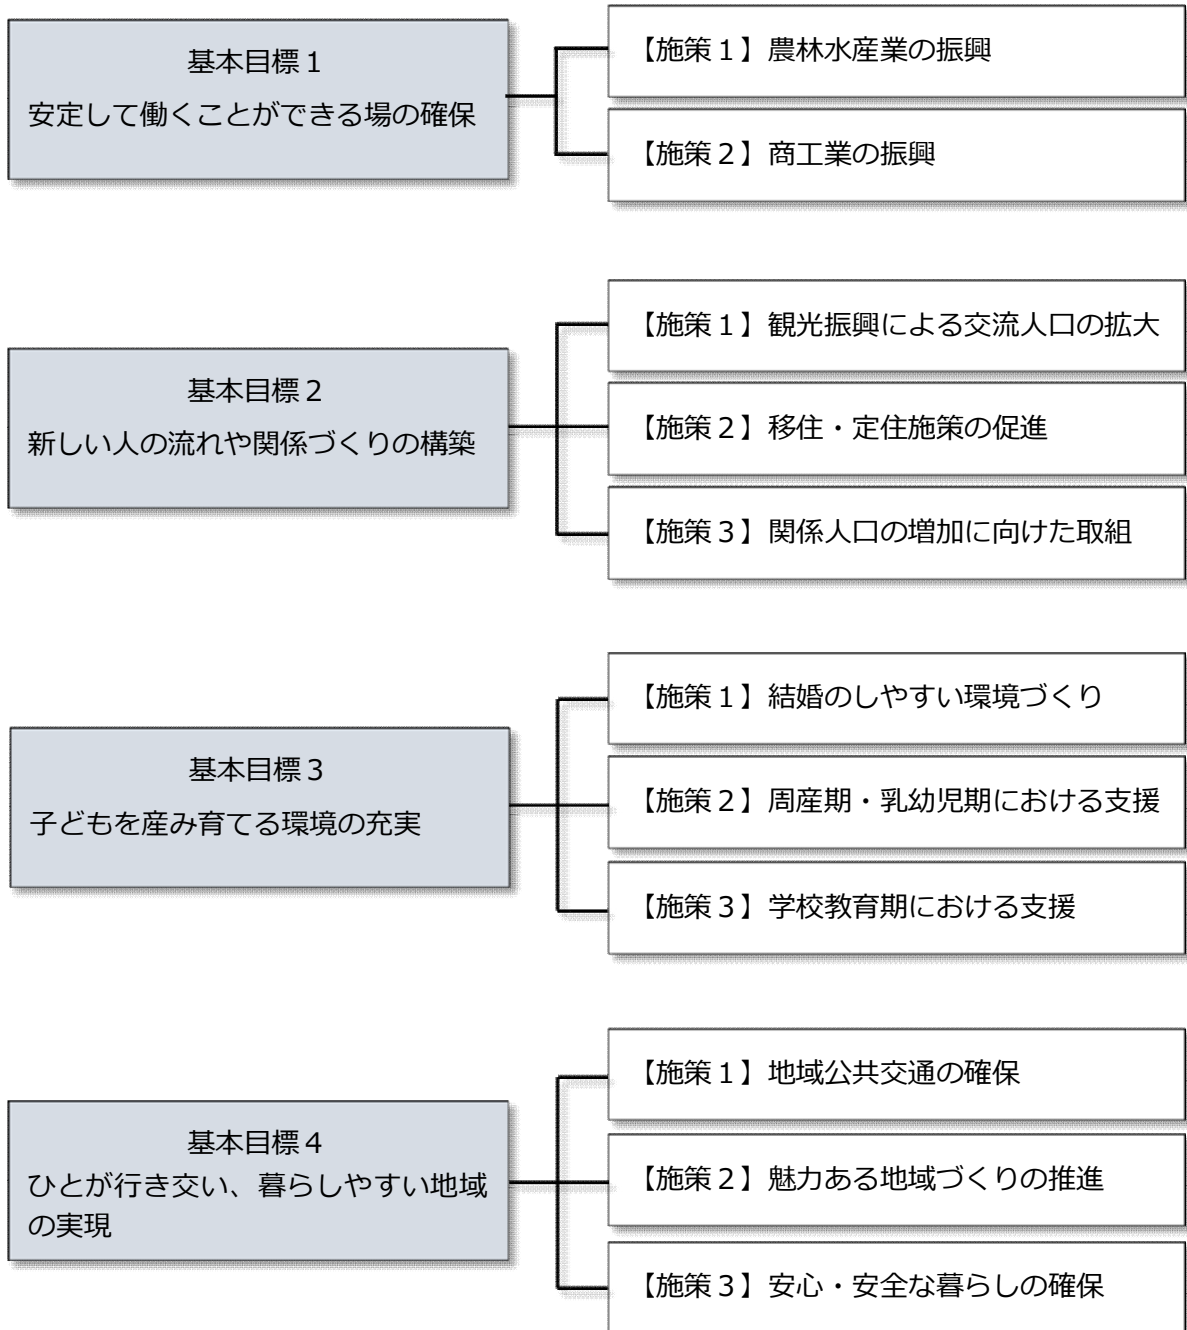 基本目標１
安定して働くことができる場の確保
【施策１】農林水産業の振興
【施策２】商工業の振興
基本目標２
新しい人の流れや関係づくりの構築
【施策１】観光振興による交流人口の拡大
【施策２】移住・定住施策の促進
【施策３】関係人口の増加に向けた取組
基本目標３
子どもを産み育てる環境の充実
【施策１】結婚のしやすい環境づくり
【施策２】周産期・乳幼児期における支援
【施策３】学校教育期における支援
基本目標４
ひとが行き交い、暮らしやすい地域
の実現
【施策１】地域公共交通の確保
【施策２】魅力ある地域づくりの推進
【施策３】安心・安全な暮らしの確保